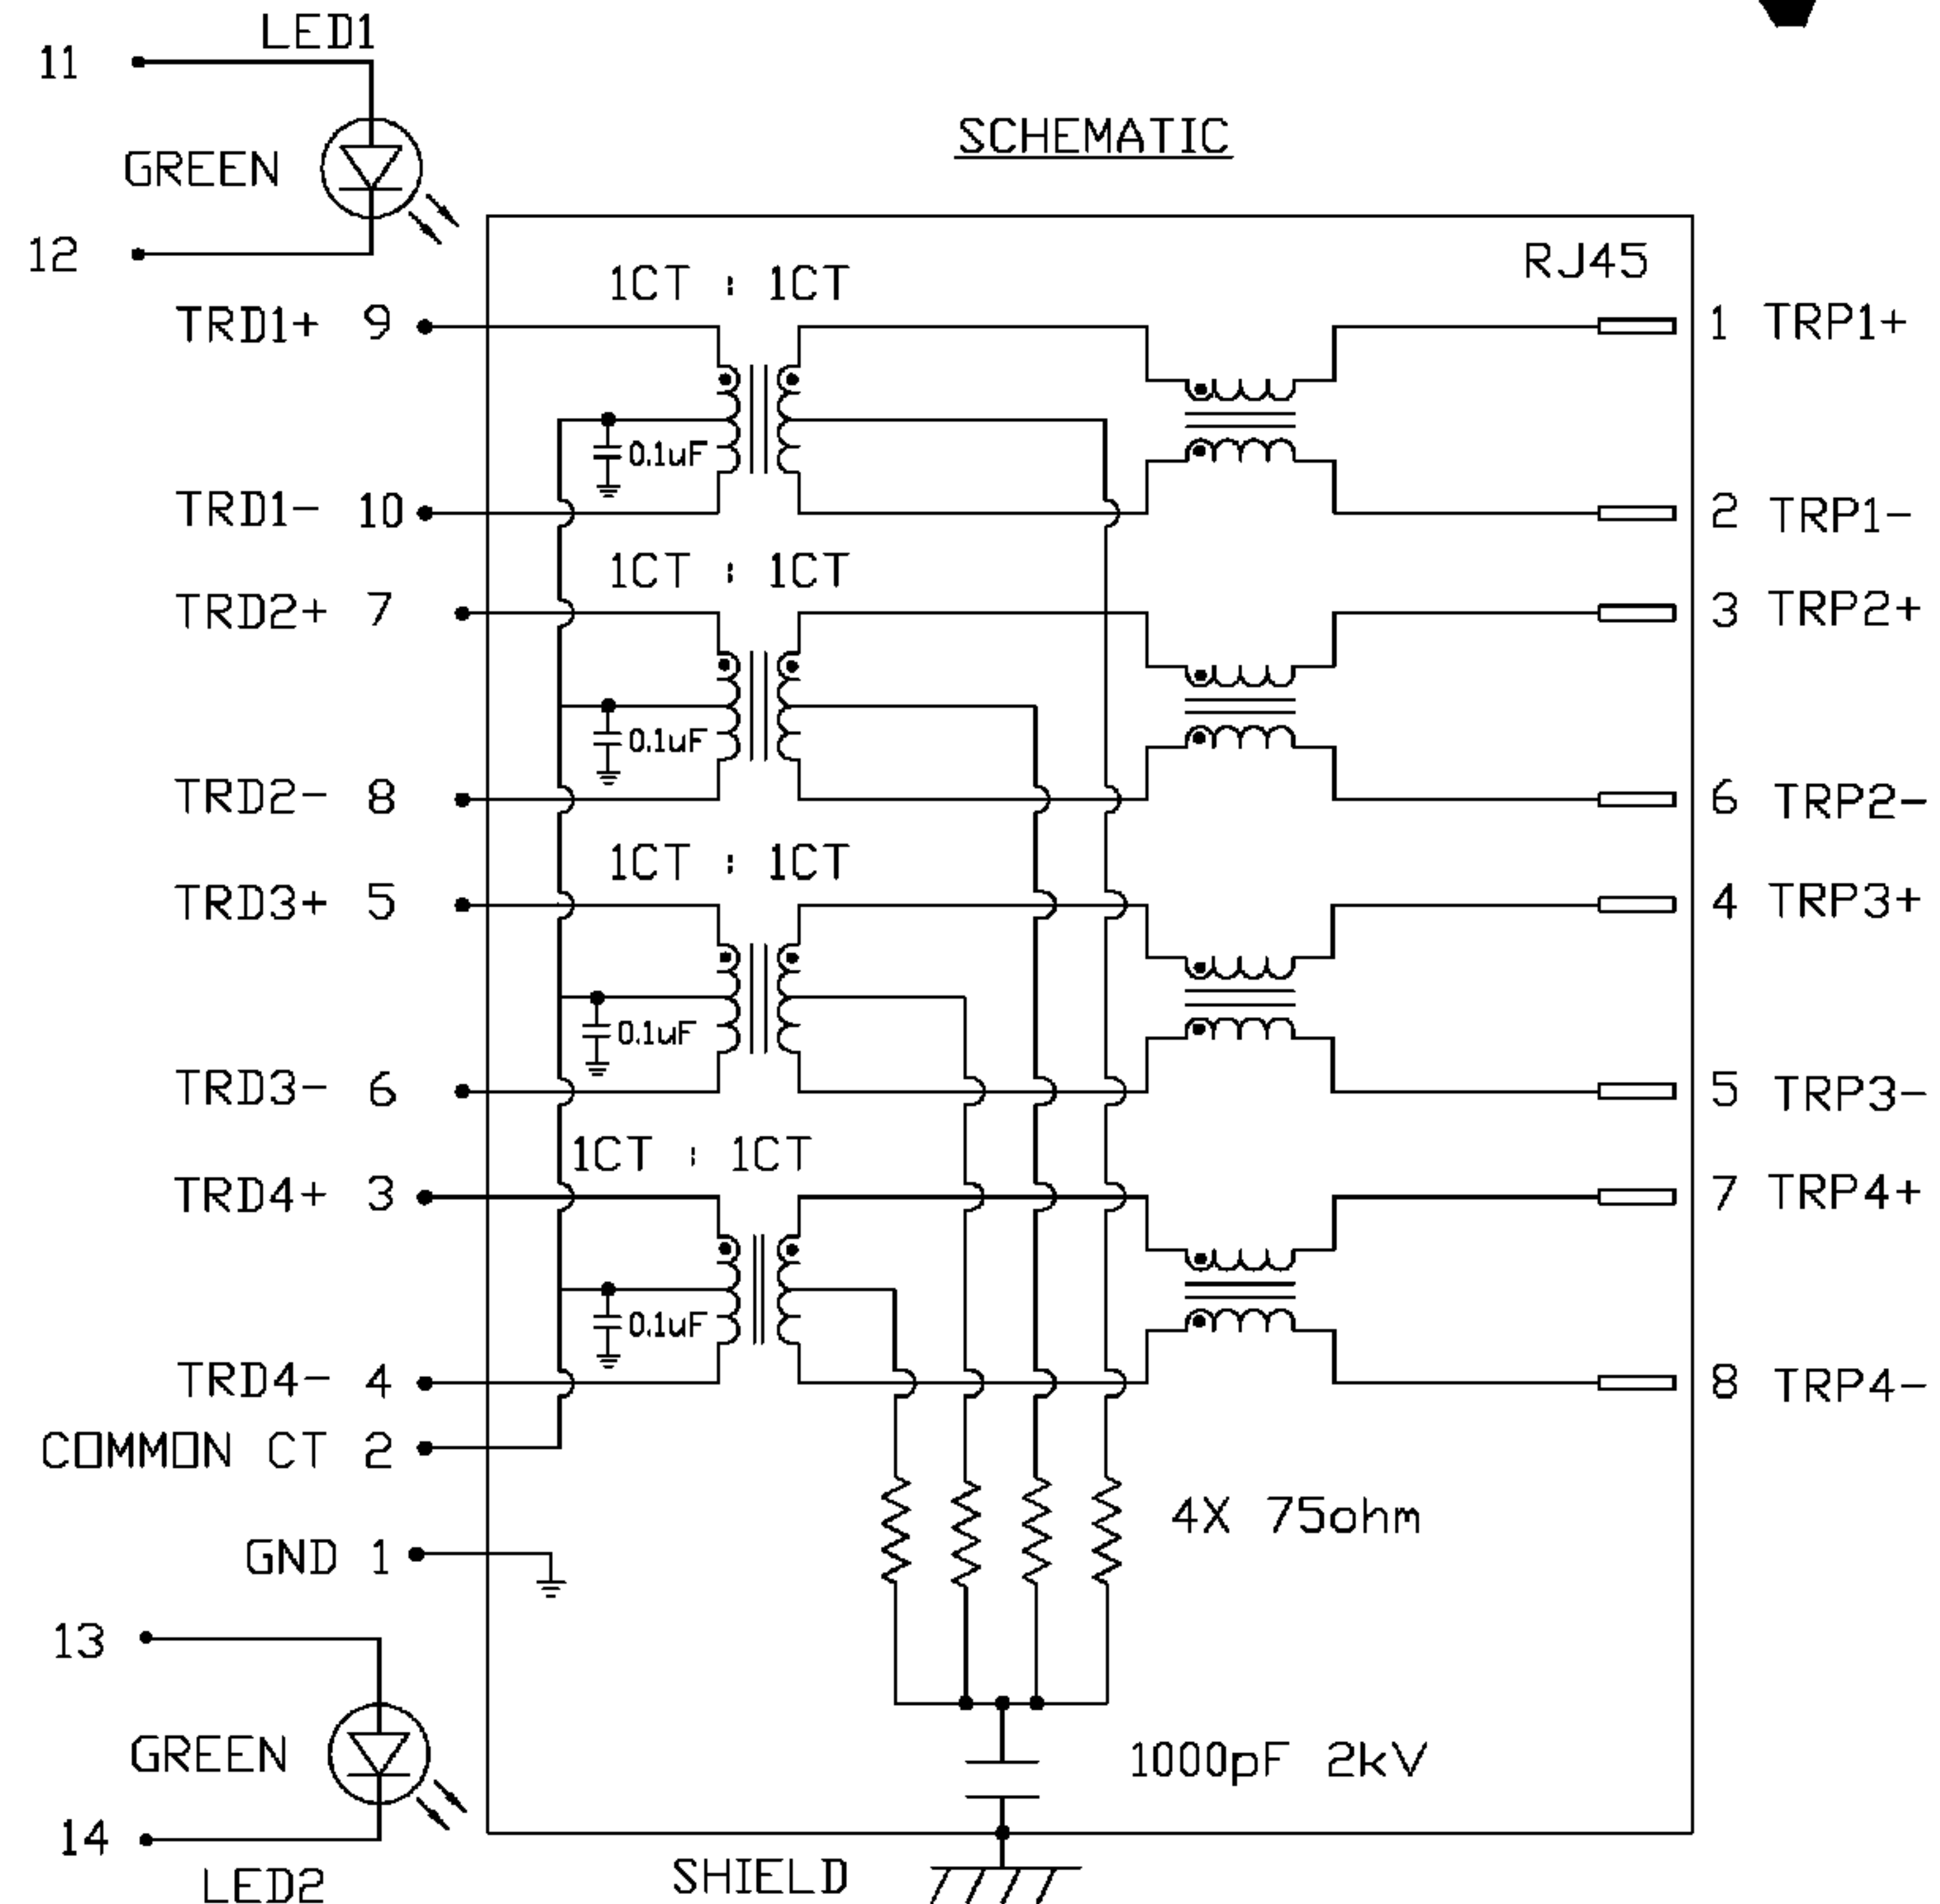 LED1
11
SCHEMATIC
GREEN
12
RJ45
1CT : 1CT
TRD1+ 9
1 TRP1+
0.1uF
TRD1- 10
2 TRP1-
1CT : 1CT
TRD2+ 7
3 TRP2+
0.1uF
TRD2- 8
6 TRP2-
1CT : 1CT
TRD3+ 5
4 TRP3+
0.1uF
TRD3- 6
5 TRP3-
1CT : 1CT
TRD4+ 3
7 TRP4+
0.1uF
TRD4- 4
8 TRP4-
COMMON CT 2
4X 75ohm
GND 1
13
GREEN
1000pF 2kV
14
SHIELD
LED2